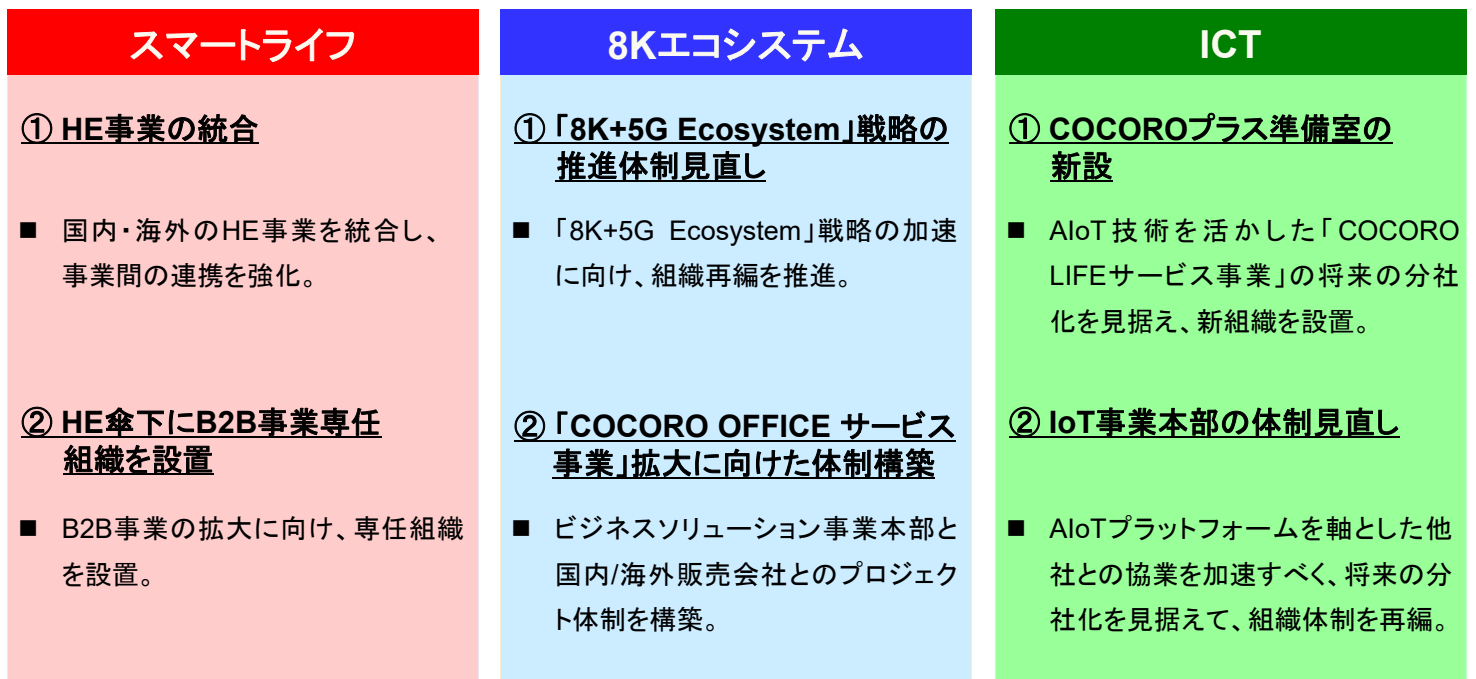 スマートライフ
① HE事業の統合
■ 国内・海外のHE事業を統合し、
事業間の連携を強化。
② HE傘下にB2B事業専任
組織を設置
■ B2B事業の拡大に向け、専任組織
を設置。
8Kエコシステム
①「8K+5G Ecosystem」戦略の
推進体制見直し
■ 「8K+5G Ecosystem」戦略の加速
に向け、組織再編を推進。
②「COCORO OFFICE サービス
事業」拡大に向けた体制構築
■ ビジネスソリューション事業本部と
国内/海外販売会社とのプロジェク
ト体制を構築。
ICT
① COCOROプラス準備室の
新設
■ AIoT技術を活かした「COCORO
LIFEサービス事業」の将来の分社
化を見据え、新組織を設置。
② IoT事業本部の体制見直し
■ AIoTプラットフォームを軸とした他
社との協業を加速すべく、将来の分
社化を見据えて、組織体制を再編。